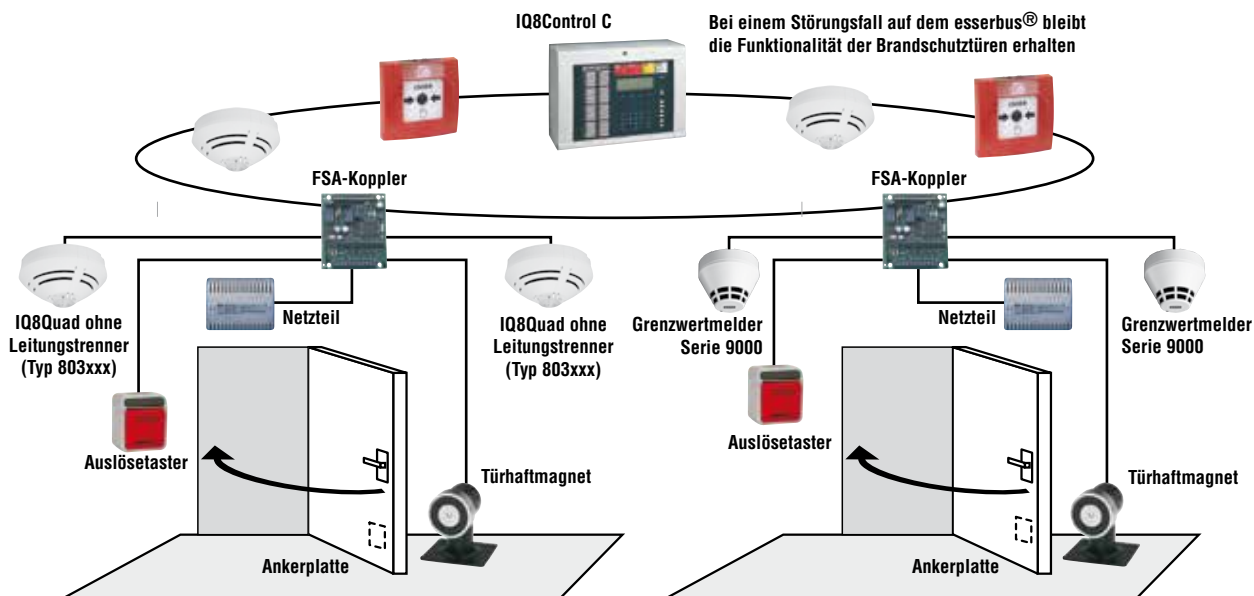 IQ8Control C
Bei einem Störungsfall auf dem esserbus® bleibt
die Funktionalität der Brandschutztüren erhalten
FSA-Koppler
FSA-Koppler
IQ8Quad ohne
Leitungstrenner
(Typ 803xxx)
Netzteil
IQ8Quad ohne
Leitungstrenner
(Typ 803xxx)
Grenzwertmelder
Serie 9000
Netzteil
Grenzwertmelder
Serie 9000
Auslösetaster
Türhaftmagnet
Ankerplatte
Auslösetaster
Türhaftmagnet
Ankerplatte